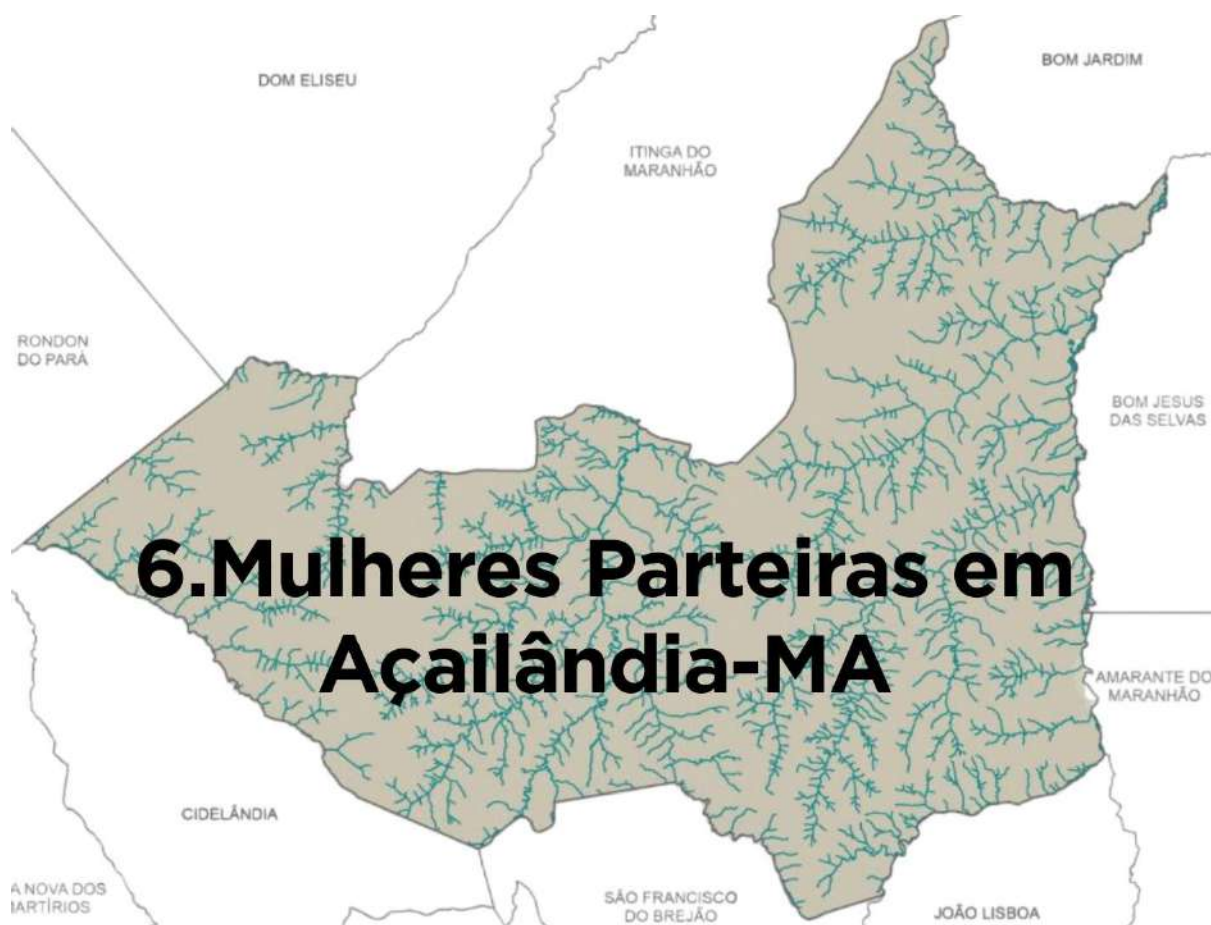 DOM ELISEU
BOM JARDIM
ITINGA DO
MARANHÃO
RONDON
DO PARÁ
BOM JESUS
DAS SELVAS
6.Mulheres Parteiras em
Açailândia-MA
AMARANTE DO
MARANHÃO
CIDELÂNDIA
A NOVA DOS
MARTÍRIOS
SÃO FRANCISCO
DO BREJÃO
JOÃO LISBOA